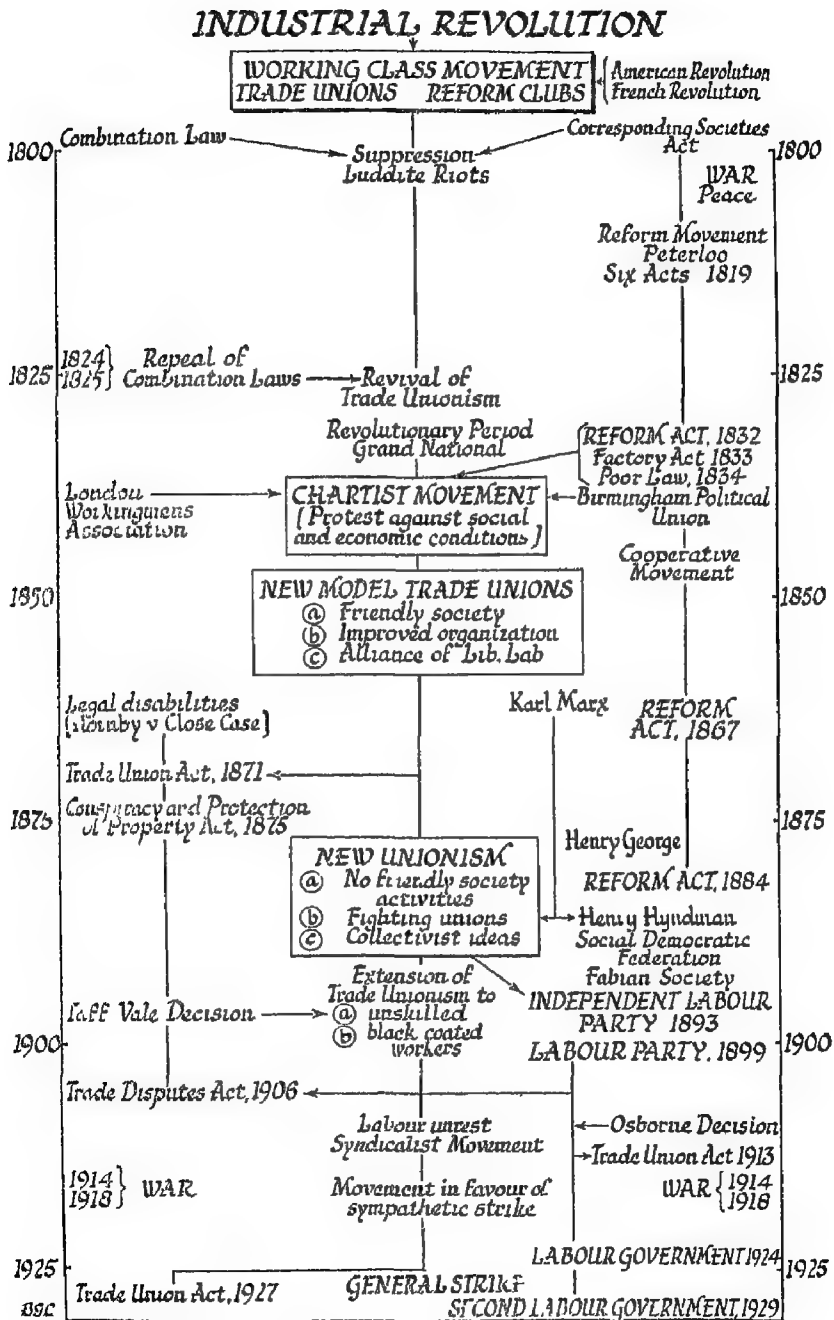 INDUSTRIAL REVOLUTION
WORKING CLASS MOVEMENT
TRADE UNIONS REFORM CLUBS
American Revolution
French Revolution
Combination Law
Corresponding Societies
Act
1800
1800
Suppression
Luddite Riots
WAR
Peace
Reform Movement
Peterloo
Six Acts 1819
1824
1825
Repeal of
Combination Laws
1825
1825
Revival of
Trade Unionism
Revolutionary Period
Grand National
REFORM ACT, 1832
Factory Act 1833
Poor Law, 1834
Birmingham Political
Union
London
Workingmens
Association
CHARTIST MOVEMENT
[Protest against social
and economic conditions]
Cooperative
Movement
1850
1850
NEW MODEL TRADE UNIONS
(a) Friendly society
(b) Improved organization
(c) Alliance of Lib. Lab
Legal disabilities
[Hornby v Close Case]
Karl Marx
REFORM
ACT, 1867
Trade Union Act, 1871
Conspiracy and Protection
of Property Act, 1875
1875
1875
Henry George
NEW UNIONISM
(a) No friendly society
activities
(b) Fighting unions
(c) Collectivist ideas
REFORM ACT, 1884
Henry Hyndman
Social Democratic
Federation
Fabian Society
Extension of
Trade Unionism to
(a) unskilled
(b) black coated
workers
Taff Vale Decision
INDEPENDENT LABOUR
PARTY 1893
1900
1900
LABOUR PARTY, 1899
Trade Disputes Act, 1906
Labour unrest
Syndicalist Movement
Osborne Decision
Trade Union Act 1913
1914
1918
WAR
Movement in favour of
sympathetic strike
WAR
1914
1918
LABOUR GOVERNMENT 1924
1925
1925
Trade Union Act, 1927
GENERAL STRIKE
SECOND LABOUR GOVERNMENT, 1929
BSC